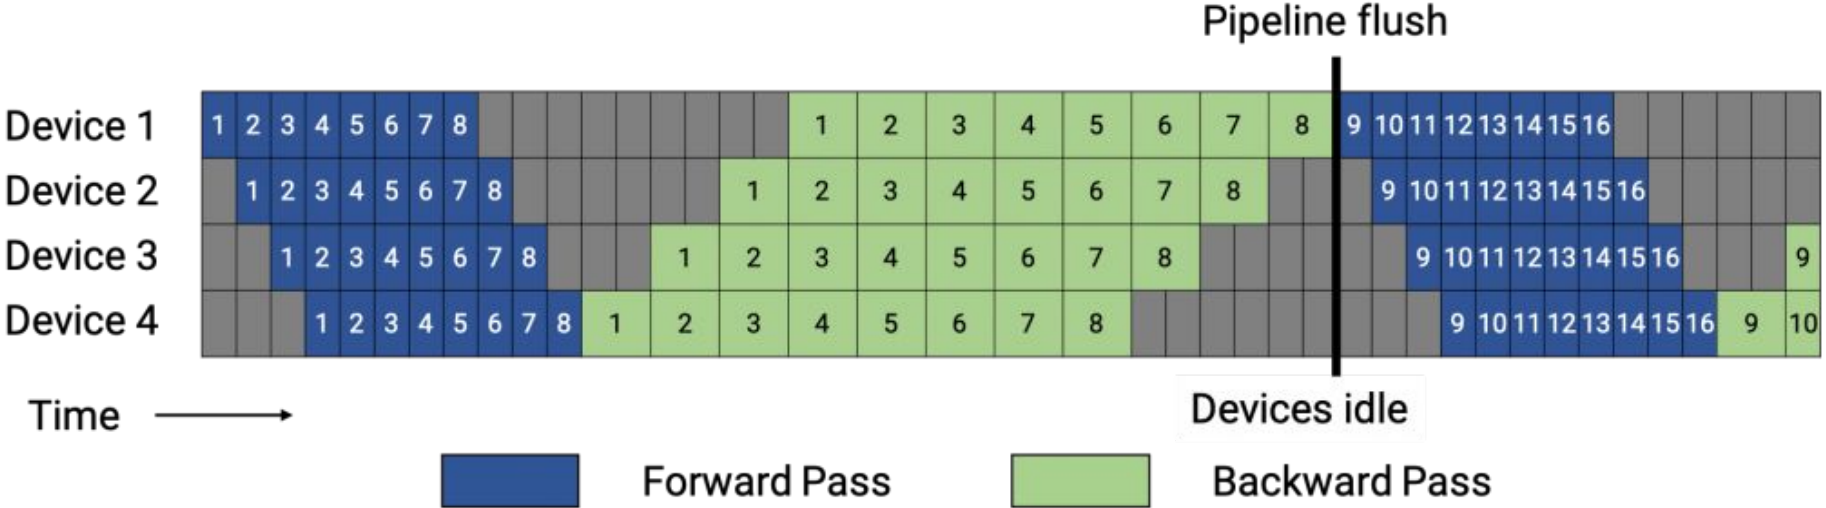 Pipeline flush
Device 1 1 2 3 4 5 6 7 8 1 2 3 4 5 6 7 8 9 10 11 12 13 14 15 16
Device 2 1 2 3 4 5 6 7 8 1 2 3 4 5 6 7 8 9 10 11 12 13 14 15 16
Device 3 1 2 3 4 5 6 7 8 1 2 3 4 5 6 7 8 9 10 11 12 13 14 15 16 9
Device 4 1 2 3 4 5 6 7 8 1 2 3 4 5 6 7 8 9 10 11 12 13 14 15 16 9 10
Time Devices idle
Forward Pass Backward Pass